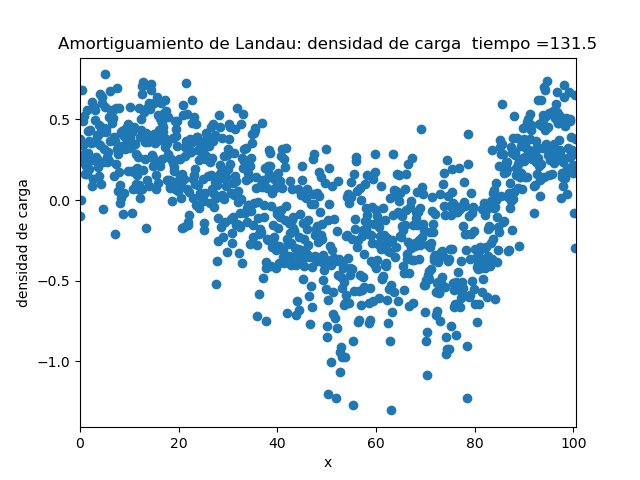 Amortiguamiento de Landau: densidad de carga  tiempo =131.5
densidad de carga
0.5
0.0
−0.5
−1.0
0 20 40 60 80 100
x